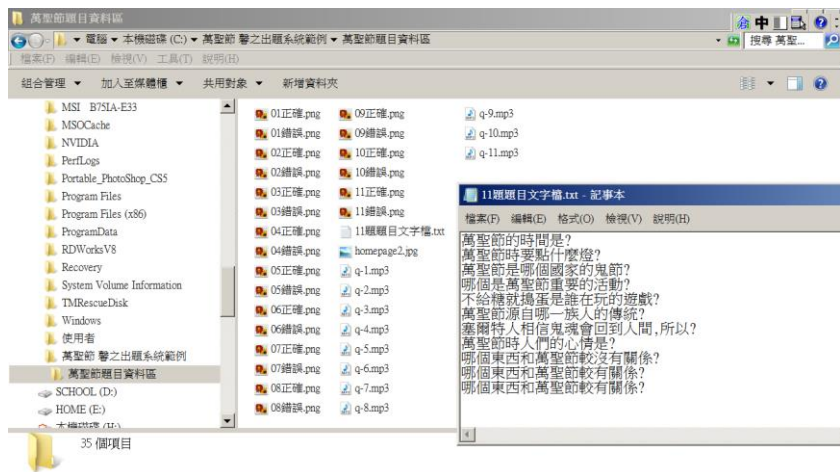 萬聖節題目資料區
中
電腦 ▾ 本機磁碟 (C:) ▾ 萬聖節 馨之出題系統範例 ▾ 萬聖節題目資料區
搜尋 萬聖...
檔案(F) 編輯(E) 檢視(V) 工具(T) 說明(H)
組合管理 ▾ 加入至媒體櫃 ▾ 共用對象 ▾ 新增資料夾
MSI B75IA-E33
MSOCache
NVIDIA
PerfLogs
Portable_PhotoShop_CS5
Program Files
Program Files (x86)
ProgramData
RDWorksV8
Recovery
System Volume Information
TMRescueDisk
Windows
使用者
萬聖節 馨之出題系統範例
萬聖節題目資料區
SCHOOL (D:)
HOME (E:)
本機磁碟 (H:)
01正確.png
01錯誤.png
02正確.png
02錯誤.png
03正確.png
03錯誤.png
04正確.png
04錯誤.png
05正確.png
05錯誤.png
06正確.png
06錯誤.png
07正確.png
07錯誤.png
08正確.png
08錯誤.png
09正確.png
09錯誤.png
10正確.png
10錯誤.png
11正確.png
11錯誤.png
11題題目文字檔.txt
homepage2.jpg
q-1.mp3
q-2.mp3
q-3.mp3
q-4.mp3
q-5.mp3
q-6.mp3
q-7.mp3
q-8.mp3
q-9.mp3
q-10.mp3
q-11.mp3
11題題目文字檔.txt - 記事本
檔案(F) 編輯(E) 格式(O) 檢視(V) 說明(H)
萬聖節的時間是?
萬聖節時要點什麼燈?
萬聖節是哪個國家的鬼節?
哪個是萬聖節重要的活動?
不給糖就搗蛋是誰在玩的遊戲?
萬聖節源自哪一族人的傳統?
塞爾特人相信鬼魂會回到人間,所以?
萬聖節時人們的心情是?
哪個東西和萬聖節較沒有關係?
哪個東西和萬聖節較有關係?
哪個東西和萬聖節較有關係?
35 個項目